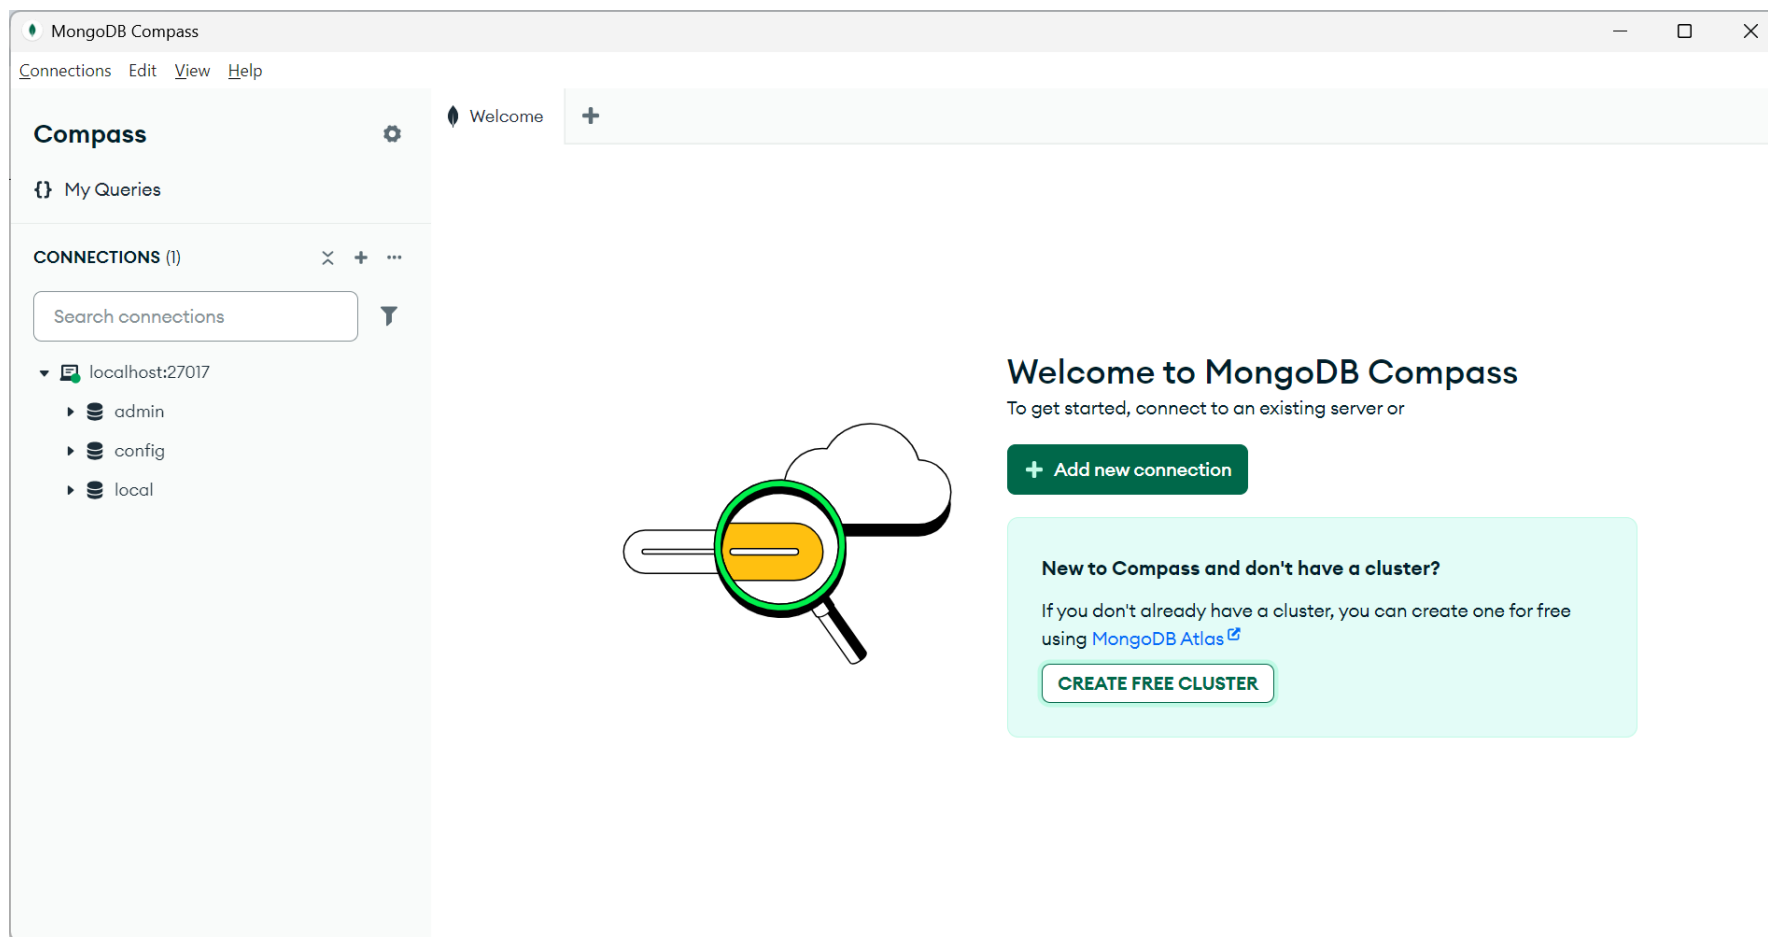 MongoDB Compass
Connections Edit View Help
Compass
My Queries
CONNECTIONS (1)
Search connections
localhost:27017
admin
config
local
Welcome
Welcome to MongoDB Compass
To get started, connect to an existing server or
Add new connection
New to Compass and don't have a cluster?
If you don't already have a cluster, you can create one for free
using MongoDB Atlas
CREATE FREE CLUSTER